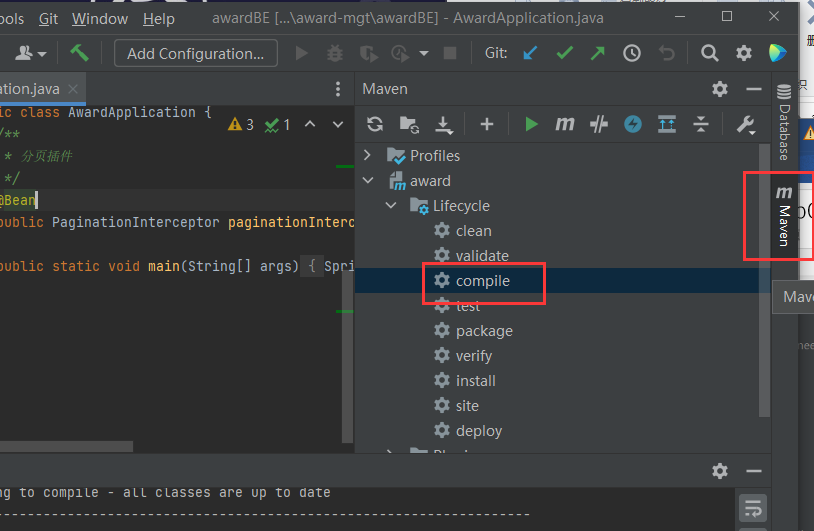 ools Git Window Help awardBE [...\award-mgt\awardBE] - AwardApplication.java
Add Configuration... Git:
ation.java
ic class AwardApplication {
3 1
/**
* 分页插件
*/
@Bean
public PaginationInterceptor paginationInterc
public static void main(String[] args) { Spri
Maven
Profiles
award
Lifecycle
clean
validate
compile
test
package
verify
install
site
deploy
Database
Maven
Mave
ng to compile - all classes are up to date
------------------------------------------------------------------------